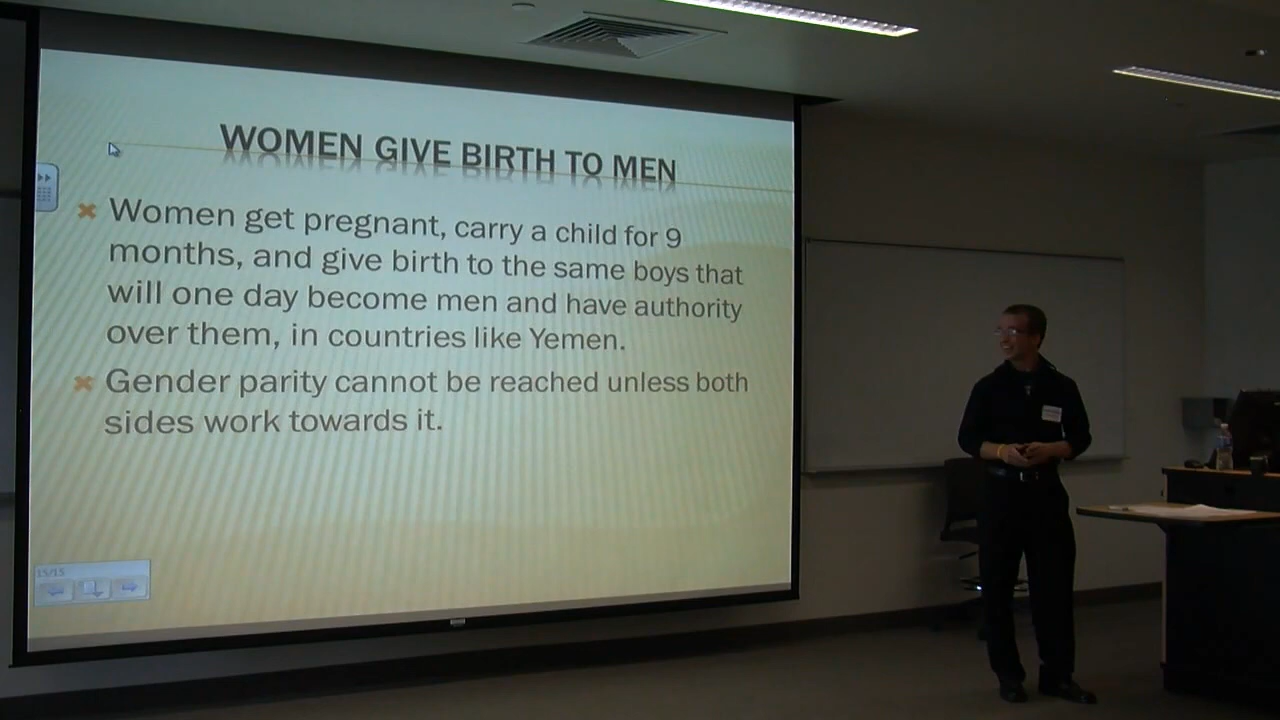 WOMEN GIVE BIRTH TO MEN
Women get pregnant, carry a child for 9
months, and give birth to the same boys that
will one day become men and have authority
over them, in countries like Yemen.
Gender parity cannot be reached unless both
sides work towards it.
15/15